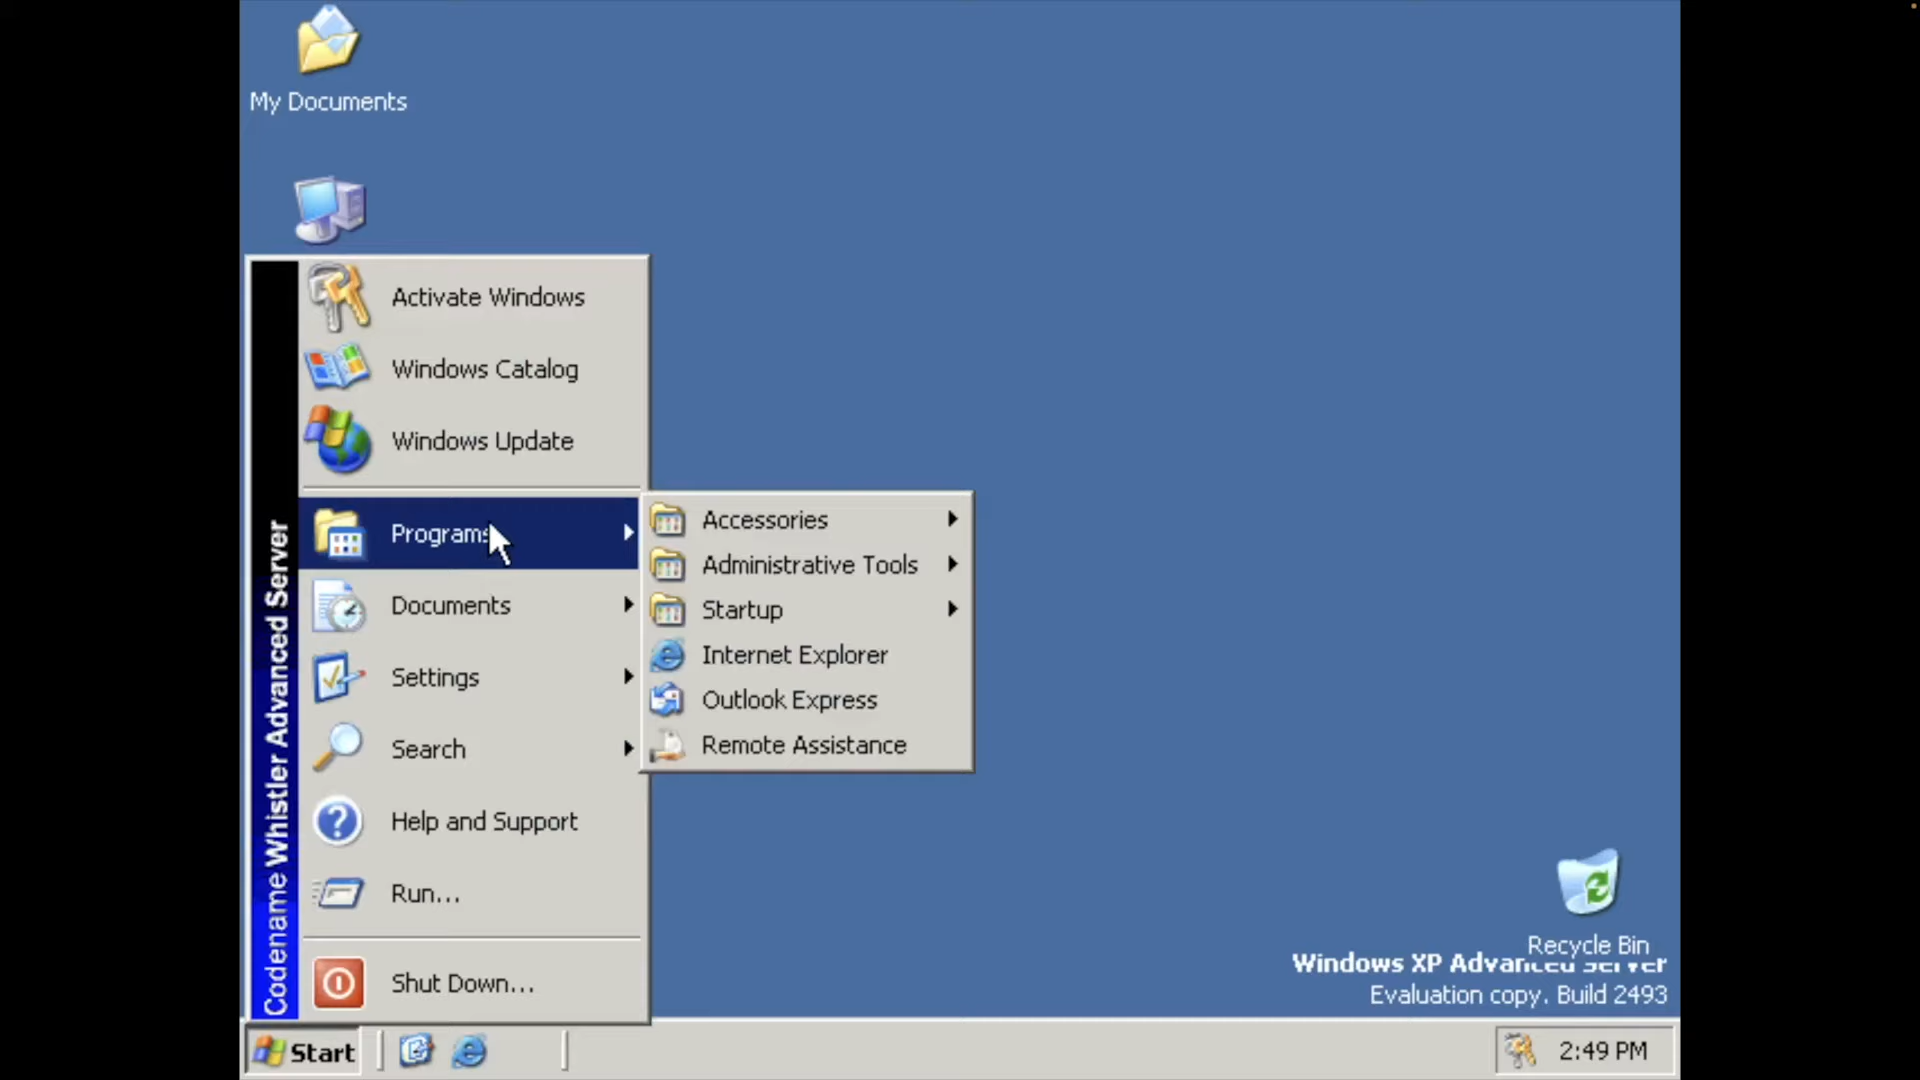 My Documents
Activate Windows
Windows Catalog
Windows Update
Programs
Documents
Settings
Search
Help and Support
Run...
Shut Down...
Codename Whistler Advanced Server
Accessories
Administrative Tools
Startup
Internet Explorer
Outlook Express
Remote Assistance
Recycle Bin
Windows XP Advanced Server
Evaluation copy. Build 2493
Start
2:49 PM